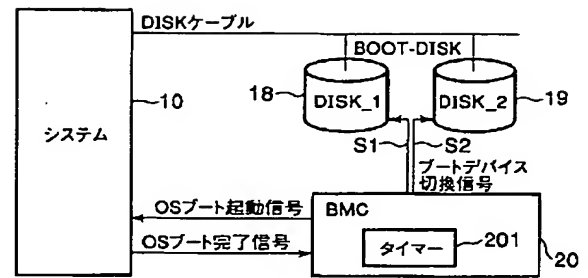 DISKケーブル
BOOT-DISK
18
DISK_1
DISK_2
19
10
システム
S1
S2
ブートデバイス
切換信号
OSブート起動信号
BMC
OSブート完了信号
タイマー
201
20